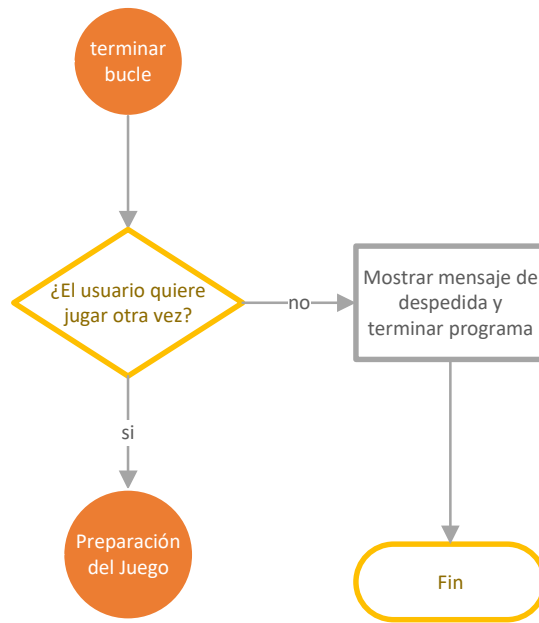 terminar
bucle
¿El usuario quiere
jugar otra vez?
no
Mostrar mensaje de
despedida y
terminar programa
si
Preparación
del Juego
Fin